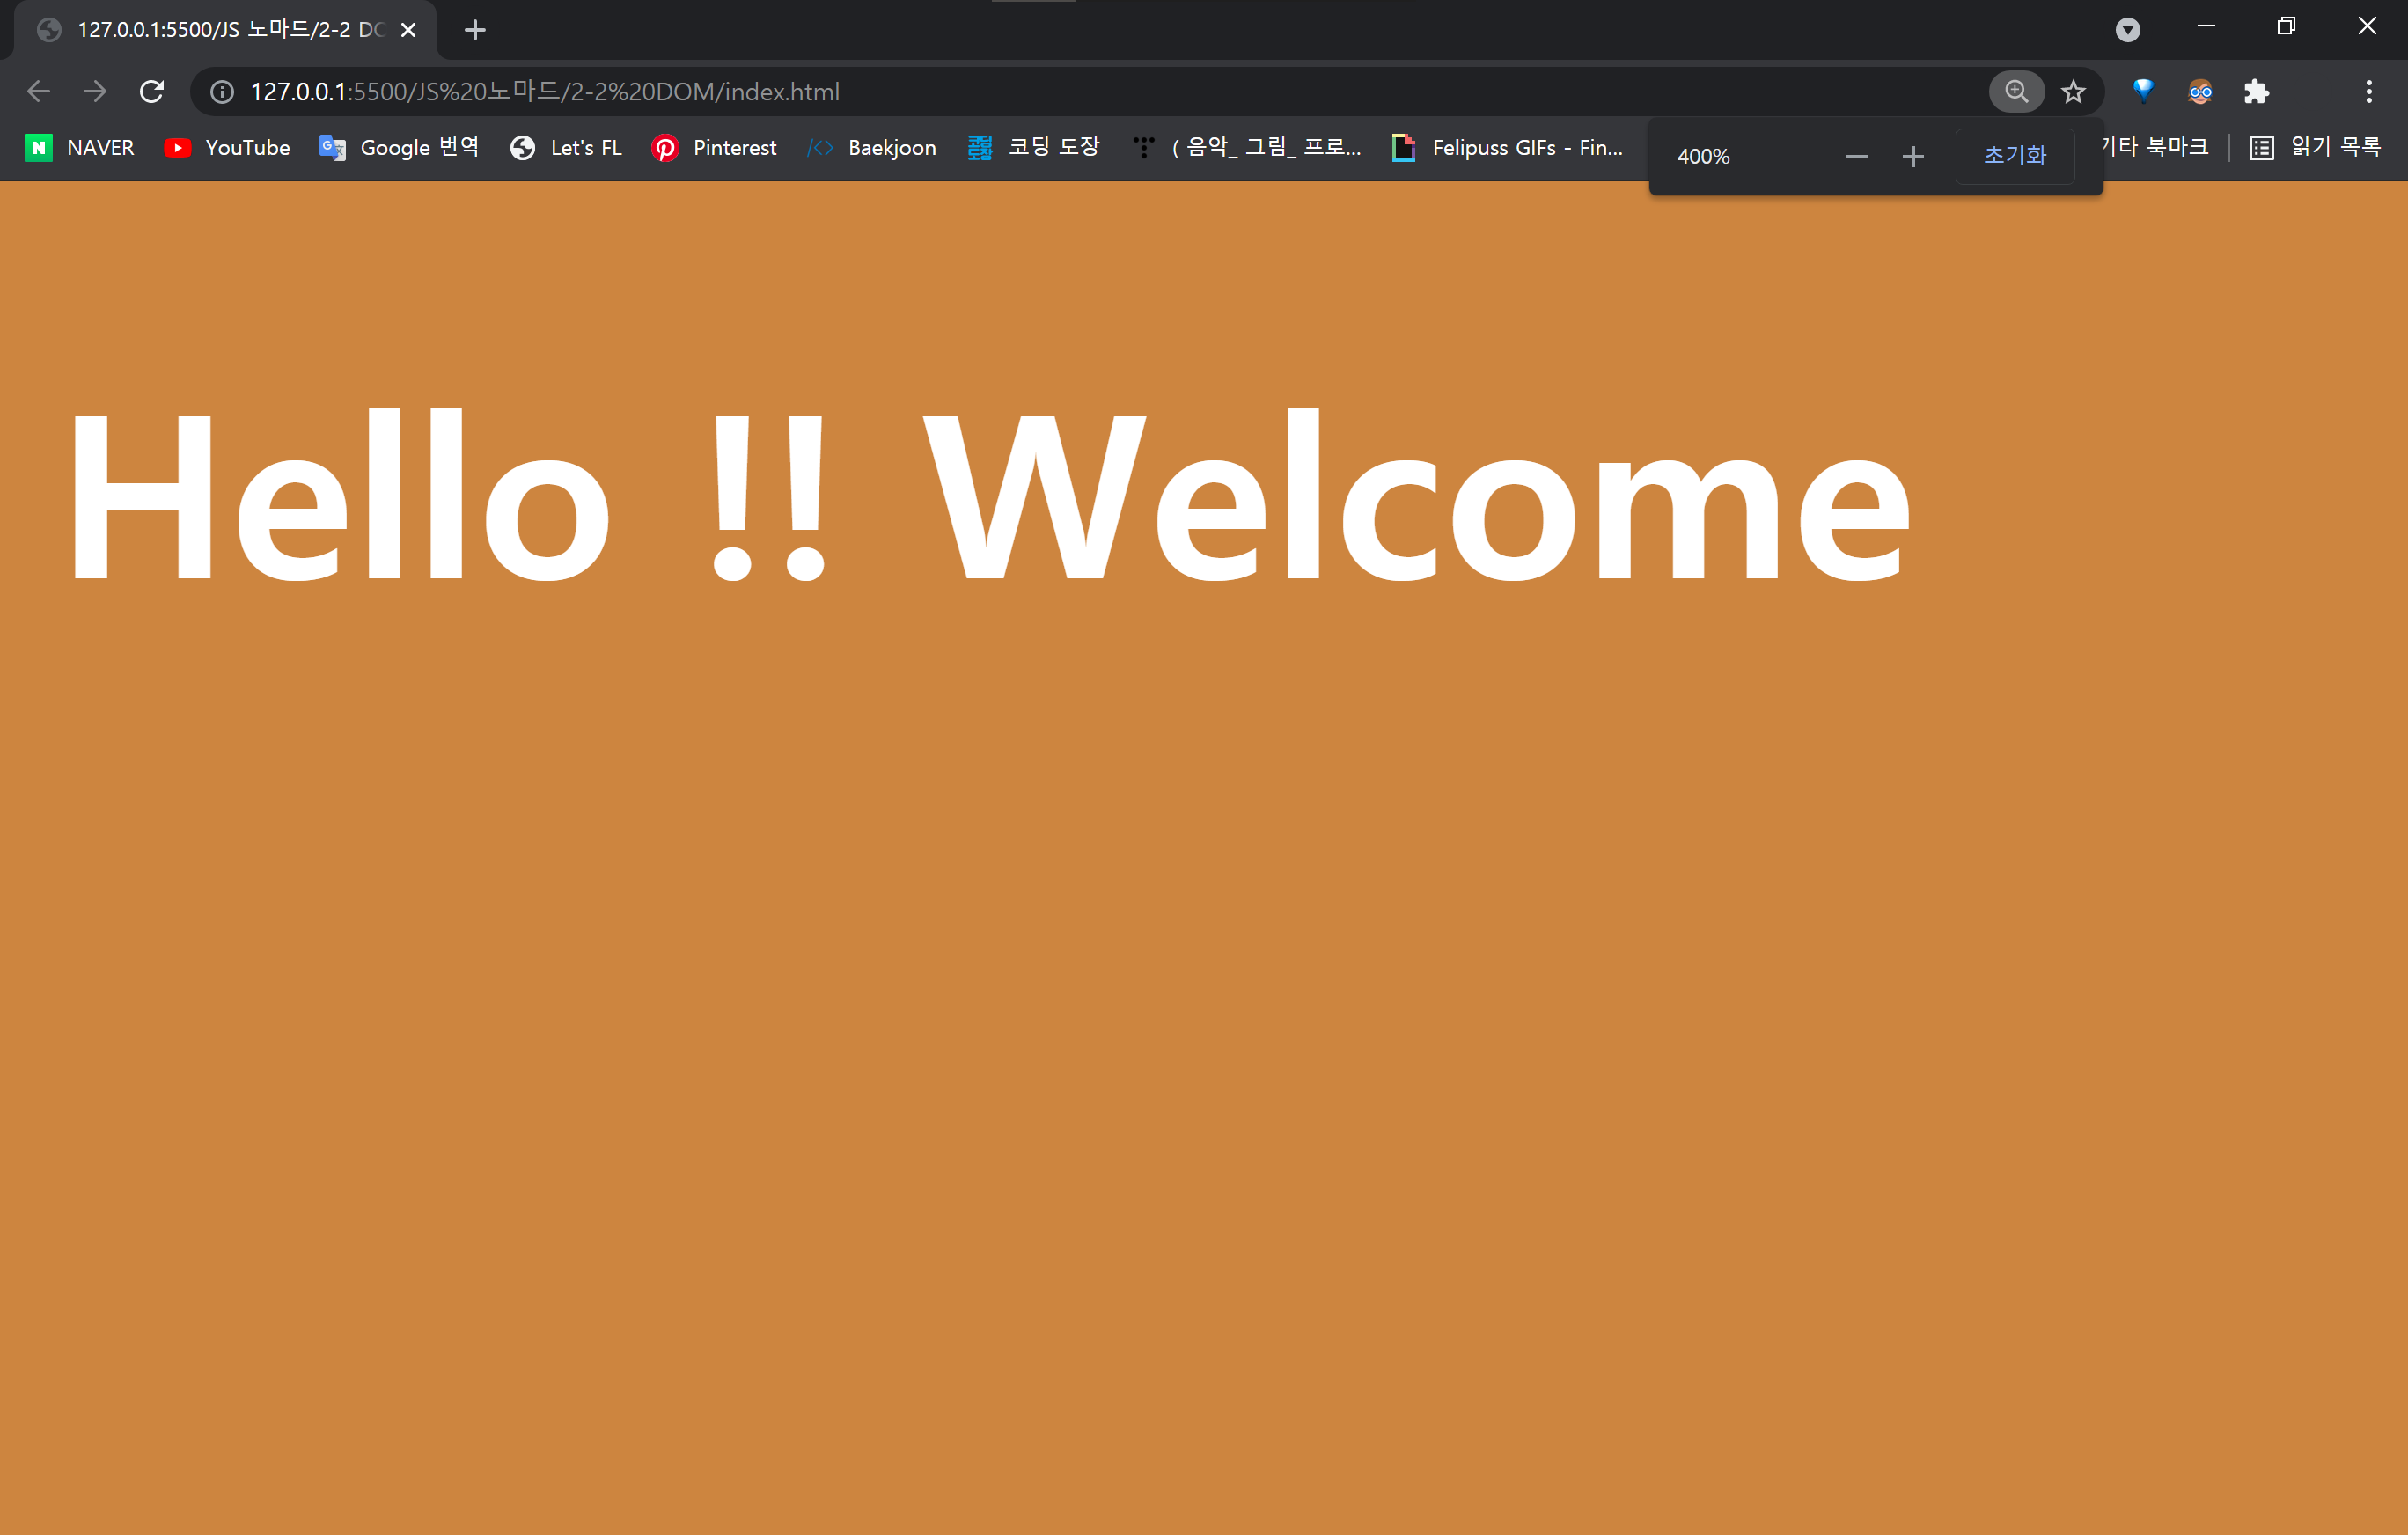 127.0.0.1:5500/JS 노마드/2-2 DO
127.0.0.1:5500/JS%20노마드/2-2%20DOM/index.html
NAVER YouTube Google 번역 Let's FL Pinterest Baekjoon 코딩 도장 ( 음악_ 그림_ 프로... Felipuss GIFs - Fin... 기타 북마크 읽기 목록
400% 초기화
Hello !! Welcome